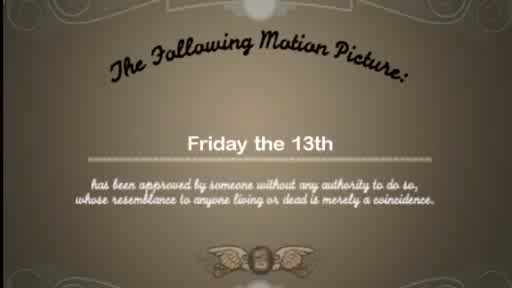 The Following Motion Picture:
Friday the 13th
has been approved by someone without any authority to do so,
whose resemblance to anyone living or dead is merely a coincidence.